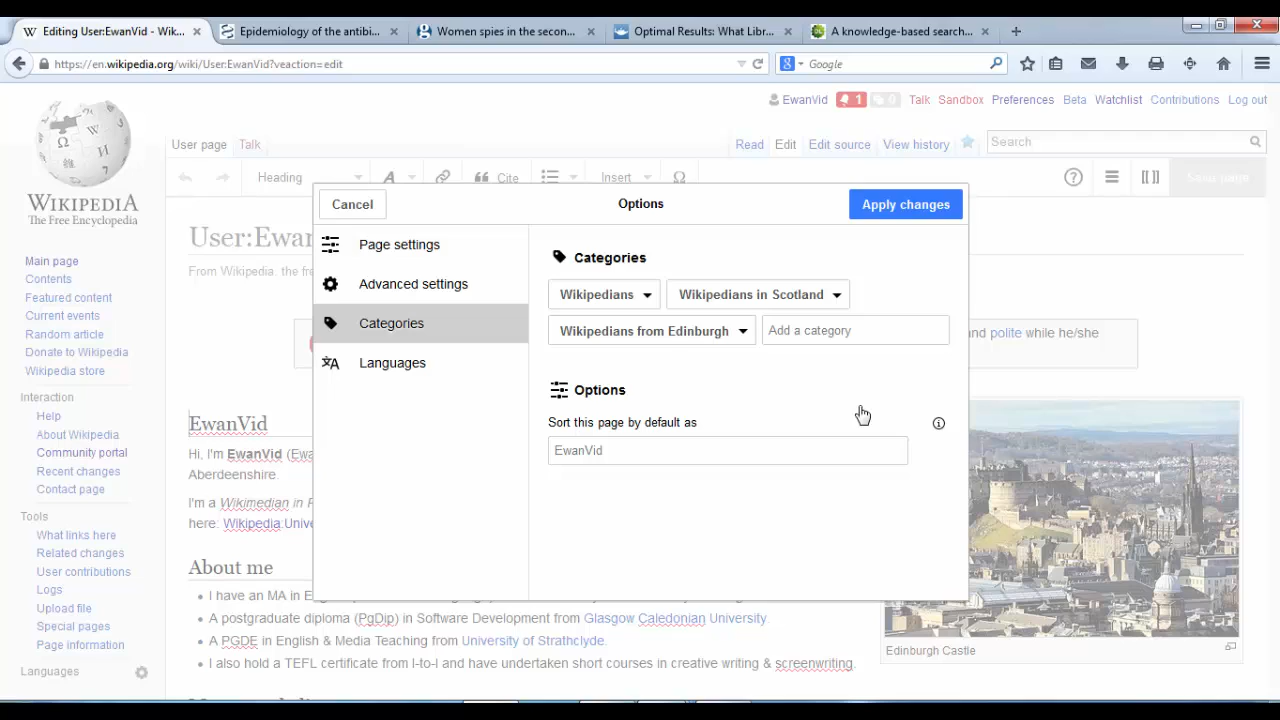 Editing User:EwanVid - Wik...
Epidemiology of the antibi...
Women spies in the secon...
Optimal Results: What Libr...
A knowledge-based search...
https://en.wikipedia.org/wiki/User:EwanVid?veaction=edit
Google
EwanVid 1 0 Talk Sandbox Preferences Beta Watchlist Contributions Log out
User page Talk Read Edit Edit source View history Search
Heading A Cite Insert Ω Save page
WIKIPEDIA
The Free Encyclopedia
Main page
Contents
Featured content
Current events
Random article
Donate to Wikipedia
Wikipedia store
Interaction
Help
About Wikipedia
Community portal
Recent changes
Contact page
Tools
What links here
Related changes
User contributions
Logs
Upload file
Special pages
Page information
Languages
User:Ewan
From Wikipedia, the fre
and polite while he/she
Cancel Options Apply changes
Page settings
Advanced settings
Categories
Languages
Categories
Wikipedians Wikipedians in Scotland
Wikipedians from Edinburgh Add a category
Options
Sort this page by default as
EwanVid
EwanVid
Hi, I'm EwanVid (Ewa
Aberdeenshire.
I'm a Wikimedian in R
here: Wikipedia:Unive
About me
I have an MA in E
A postgraduate diploma (PgDip) in Software Development from Glasgow Caledonian University.
A PGDE in English & Media Teaching from University of Strathclyde.
I also hold a TEFL certificate from I-to-I and have undertaken short courses in creative writing & screenwriting.
Edinburgh Castle